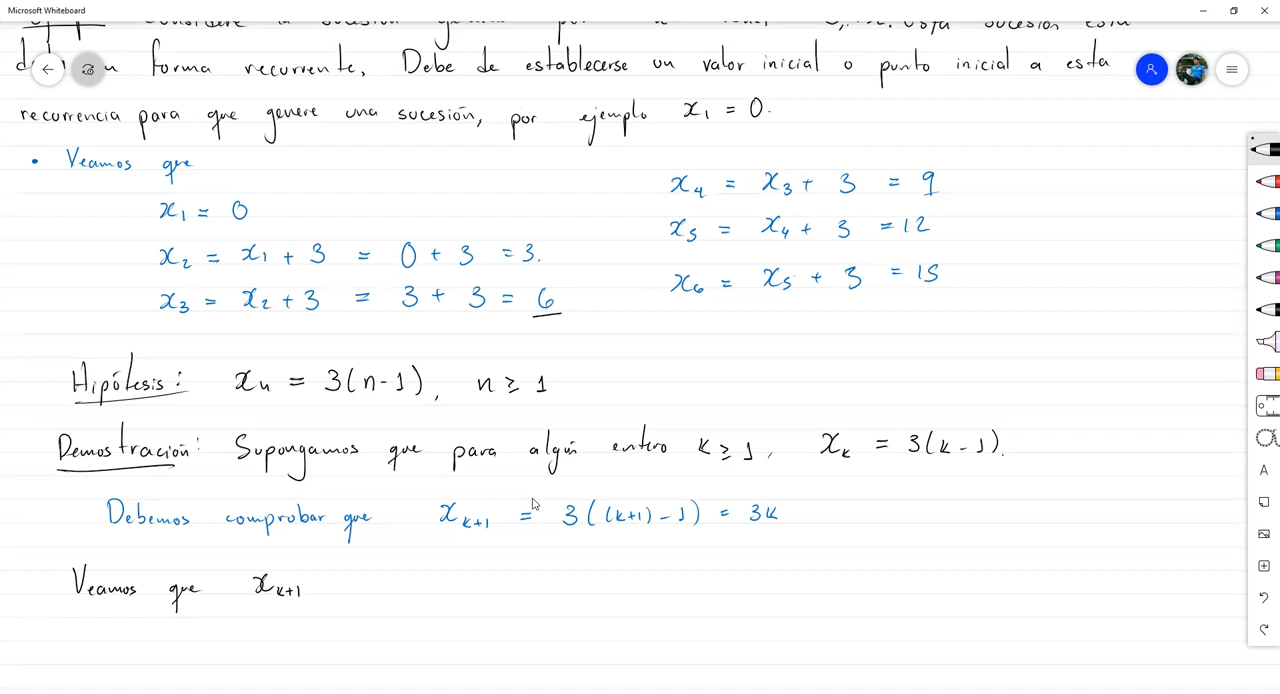 Microsoft Whiteboard
forma recurrente. Debe de establecerse un valor inicial o punto inicial a esta
recurrencia para que genere una sucesión, por ejemplo x₁ = 0.
• Veamos que
x₁ = 0
x₂ = x₁ + 3 = 0 + 3 = 3.
x₃ = x₂ + 3 = 3 + 3 = 6
x₄ = x₃ + 3 = 9
x₅ = x₄ + 3 = 12
x₆ = x₅ + 3 = 15
Hipótesis: xₙ = 3(n-1), n ≥ 1
Demostración: Supongamos que para algún entero k ≥ 1, xₖ = 3(k-1).
Debemos comprobar que xₖ₊₁ = 3((k+1)-1) = 3k
Veamos que xₖ₊₁